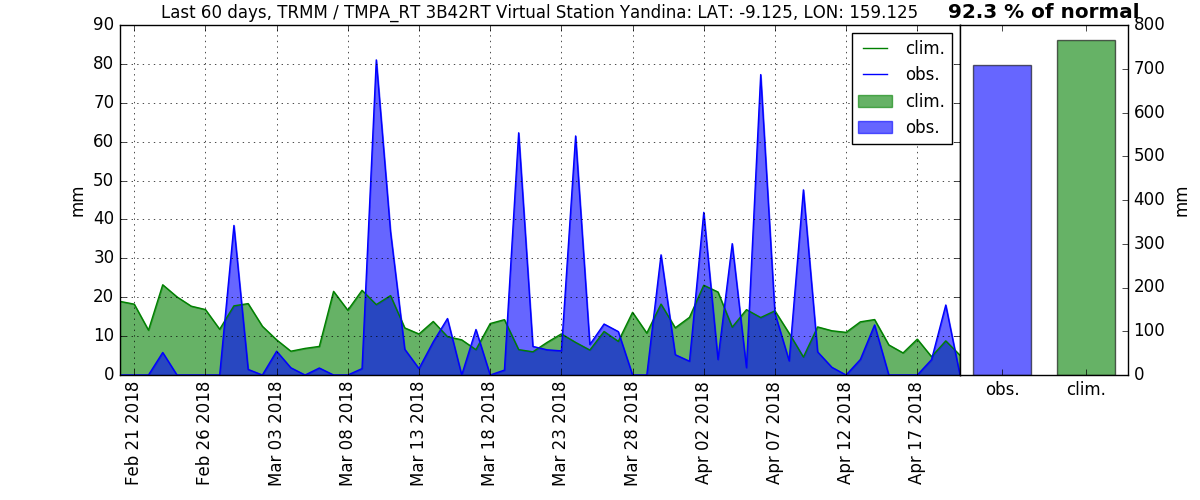 Last 60 days, TRMM / TMPA_RT 3B42RT Virtual Station Yandina: LAT: -9.125, LON: 159.125
92.3 % of normal
90
80
70
60
50
40
30
20
10
0
mm
clim.
obs.
clim.
obs.
800
700
600
500
400
300
200
100
0
mm
obs.
clim.
Feb 21 2018
Feb 26 2018
Mar 03 2018
Mar 08 2018
Mar 13 2018
Mar 18 2018
Mar 23 2018
Mar 28 2018
Apr 02 2018
Apr 07 2018
Apr 12 2018
Apr 17 2018